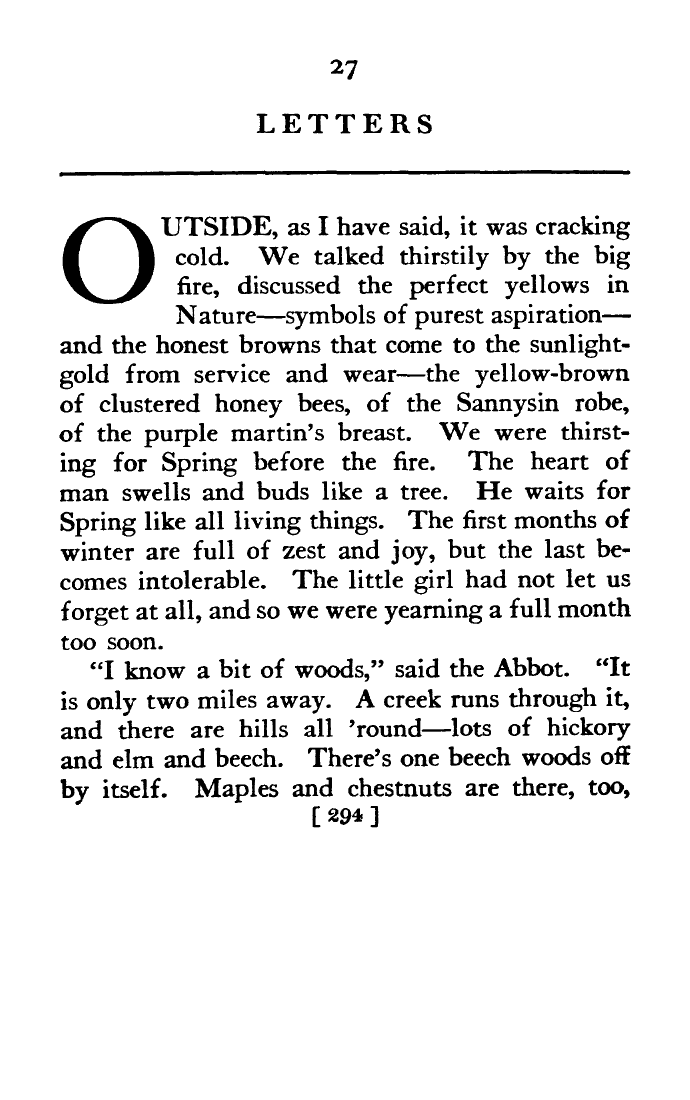 27
LETTERS
OUTSIDE, as I have said, it was cracking
cold. We talked thirstily by the big
fire, discussed the perfect yellows in
Nature—symbols of purest aspiration—
and the honest browns that come to the sunlight-
gold from service and wear—the yellow-brown
of clustered honey bees, of the Sannysin robe,
of the purple martin's breast. We were thirst-
ing for Spring before the fire. The heart of
man swells and buds like a tree. He waits for
Spring like all living things. The first months of
winter are full of zest and joy, but the last be-
comes intolerable. The little girl had not let us
forget at all, and so we were yearning a full month
too soon.
"I know a bit of woods," said the Abbot. "It
is only two miles away. A creek runs through it,
and there are hills all 'round—lots of hickory
and elm and beech. There's one beech woods off
by itself. Maples and chestnuts are there, too,
[ 294 ]